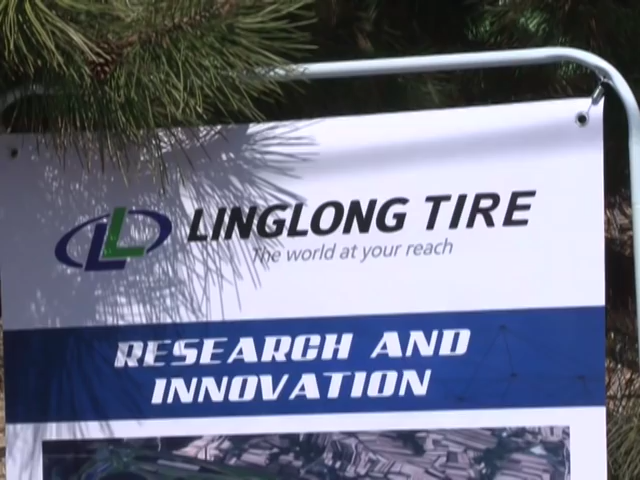 LINGLONG TIRE
The world at your reach
RESEARCH AND
INNOVATION